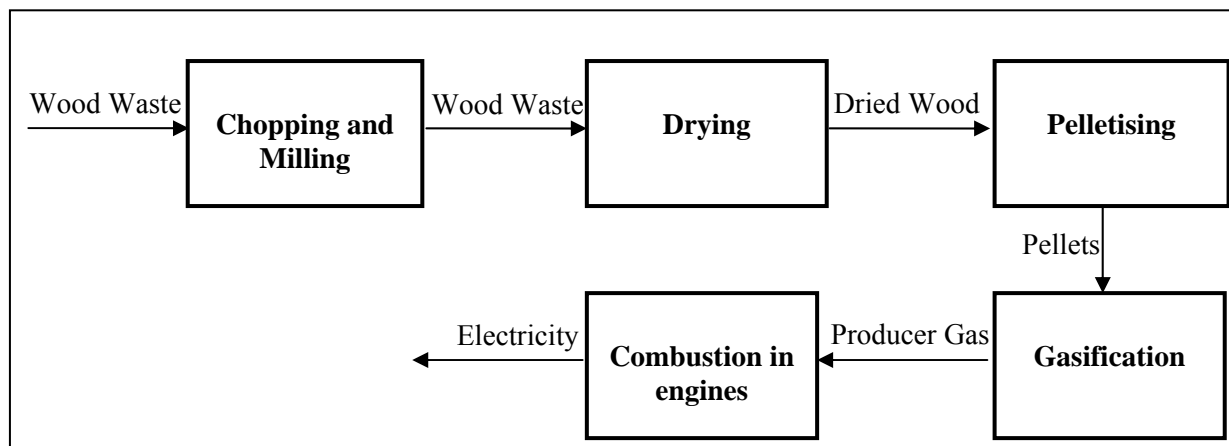 Wood Waste
Chopping and
Milling
Wood Waste
Drying
Dried Wood
Pelletising
Pellets
Gasification
Producer Gas
Combustion in
engines
Electricity